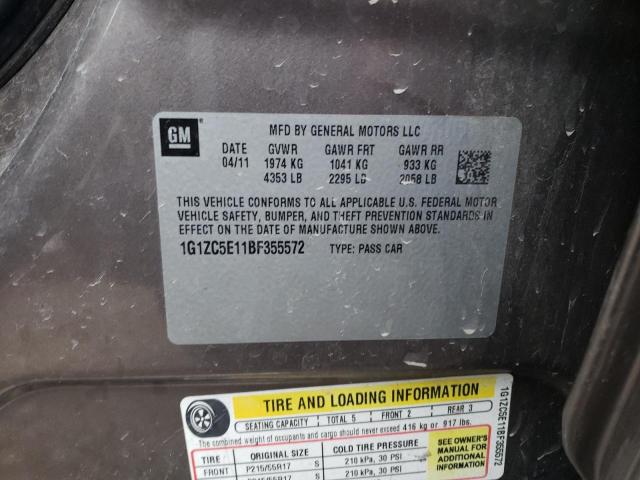 GM
MFD BY GENERAL MOTORS LLC
DATE GVWR GAWR FRT GAWR RR
04/11 1974 KG 1041 KG 933 KG
4353 LB 2295 LB 2058 LB
THIS VEHICLE CONFORMS TO ALL APPLICABLE U.S. FEDERAL MOTOR
VEHICLE SAFETY, BUMPER, AND THEFT PREVENTION STANDARDS IN
EFFECT ON THE DATE OF MANUFACTURE SHOWN ABOVE.
1G1ZC5E11BF355572 TYPE: PASS CAR
TIRE AND LOADING INFORMATION
SEATING CAPACITY TOTAL 5 FRONT 2 REAR 3
The combined weight of occupants and cargo should never exceed 416 kg or 917 lbs.
TIRE ORIGINAL SIZE COLD TIRE PRESSURE
FRONT P215/55R17 S 210 kPa, 30 PSI
P215/55R17 S 210 kPa, 30 PSI
SEE OWNER'S
MANUAL FOR
ADDITIONAL
INFORMATION
1G1ZC5E11BF355572